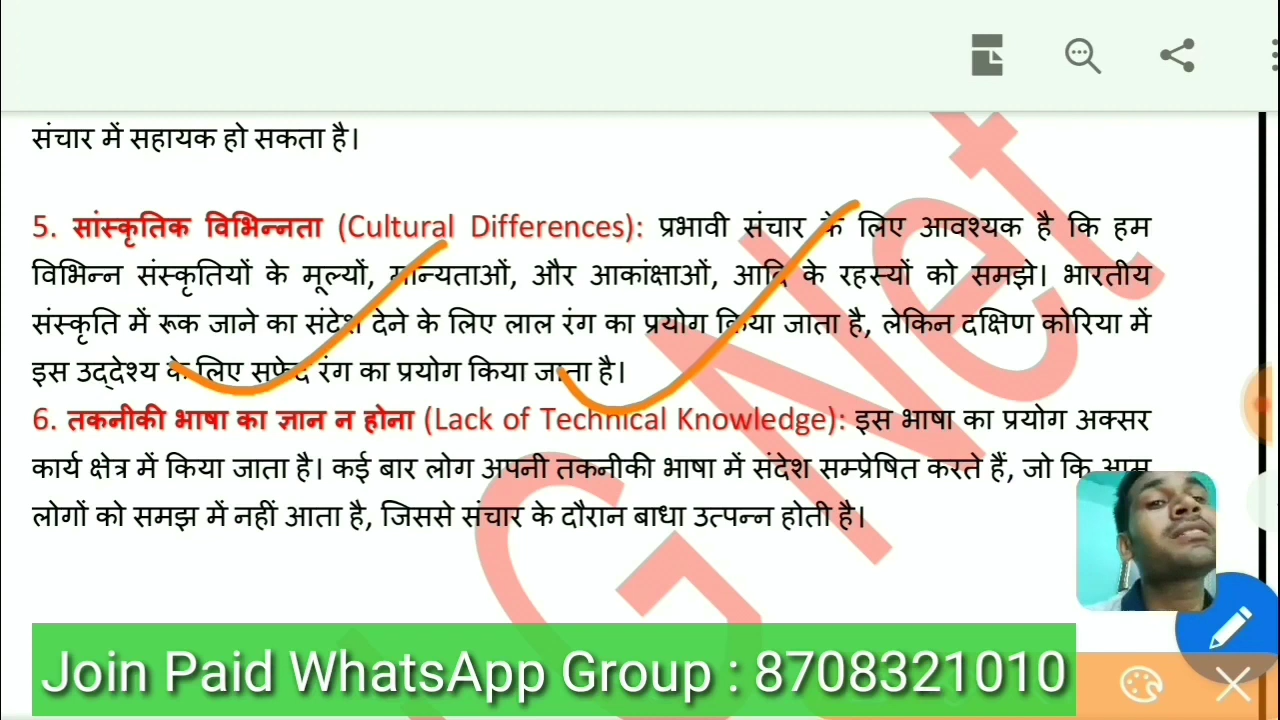 संचार में सहायक हो सकता है।
5. सांस्कृतिक विभिन्नता (Cultural Differences): प्रभावी संचार के लिए आवश्यक है कि हम
विभिन्न संस्कृतियों के मूल्यों, मान्यताओं, और आकांक्षाओं, आदि के रहस्यों को समझे। भारतीय
संस्कृति में रूक जाने का संदेश देने के लिए लाल रंग का प्रयोग किया जाता है, लेकिन दक्षिण कोरिया में
इस उद्देश्य के लिए सफेद रंग का प्रयोग किया जाता है।
6. तकनीकी भाषा का ज्ञान न होना (Lack of Technical Knowledge): इस भाषा का प्रयोग अक्सर
कार्य क्षेत्र में किया जाता है। कई बार लोग अपनी तकनीकी भाषा में संदेश सम्प्रेषित करते हैं, जो कि आम
लोगों को समझ में नहीं आता है, जिससे संचार के दौरान बाधा उत्पन्न होती है।
G Net
Join Paid WhatsApp Group : 8708321010